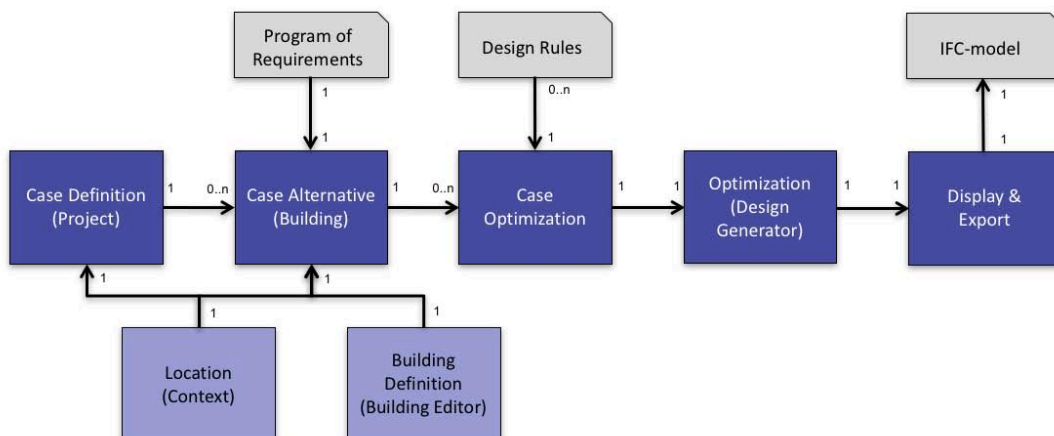 Program of
Requirements
Design Rules
IFC-model
1
0..n
1
1
1
1
Case Definition
(Project)
1
0..n
Case Alternative
(Building)
1
0..n
Case
Optimization
1
1
Optimization
(Design
Generator)
1
1
Display &
Export
1
1
1
1
Location
(Context)
Building
Definition
(Building Editor)